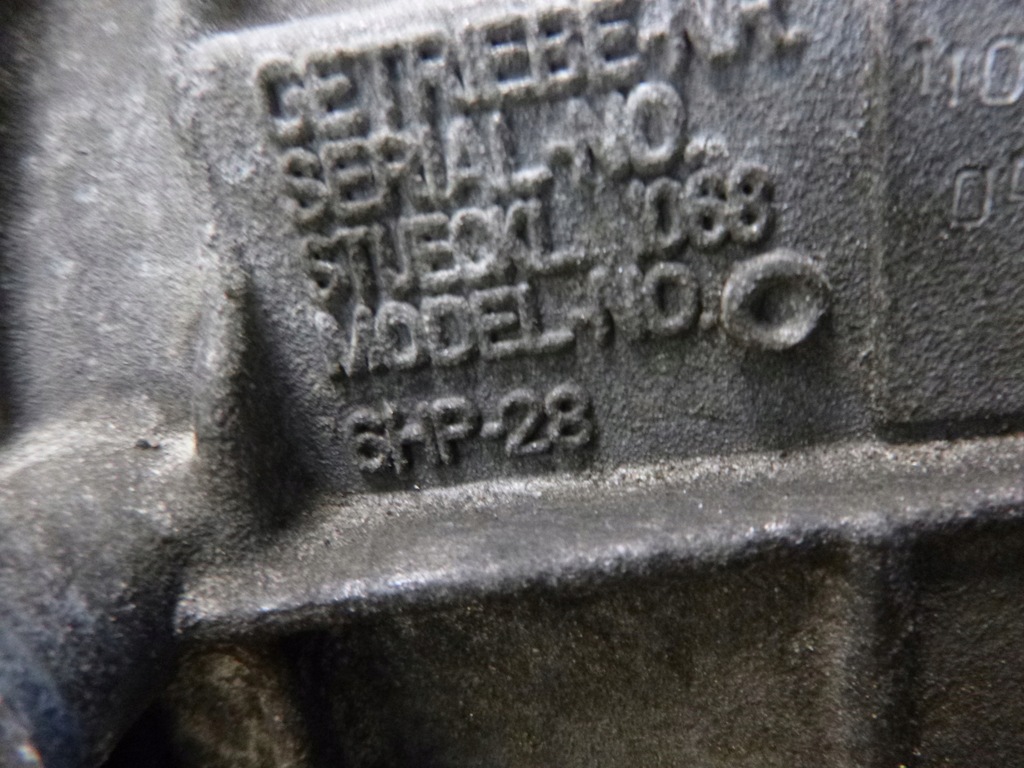 GETRIEBE-NR.
SERIAL-NO.
STUECKL. 1068
MODEL-NO.
6HP-28